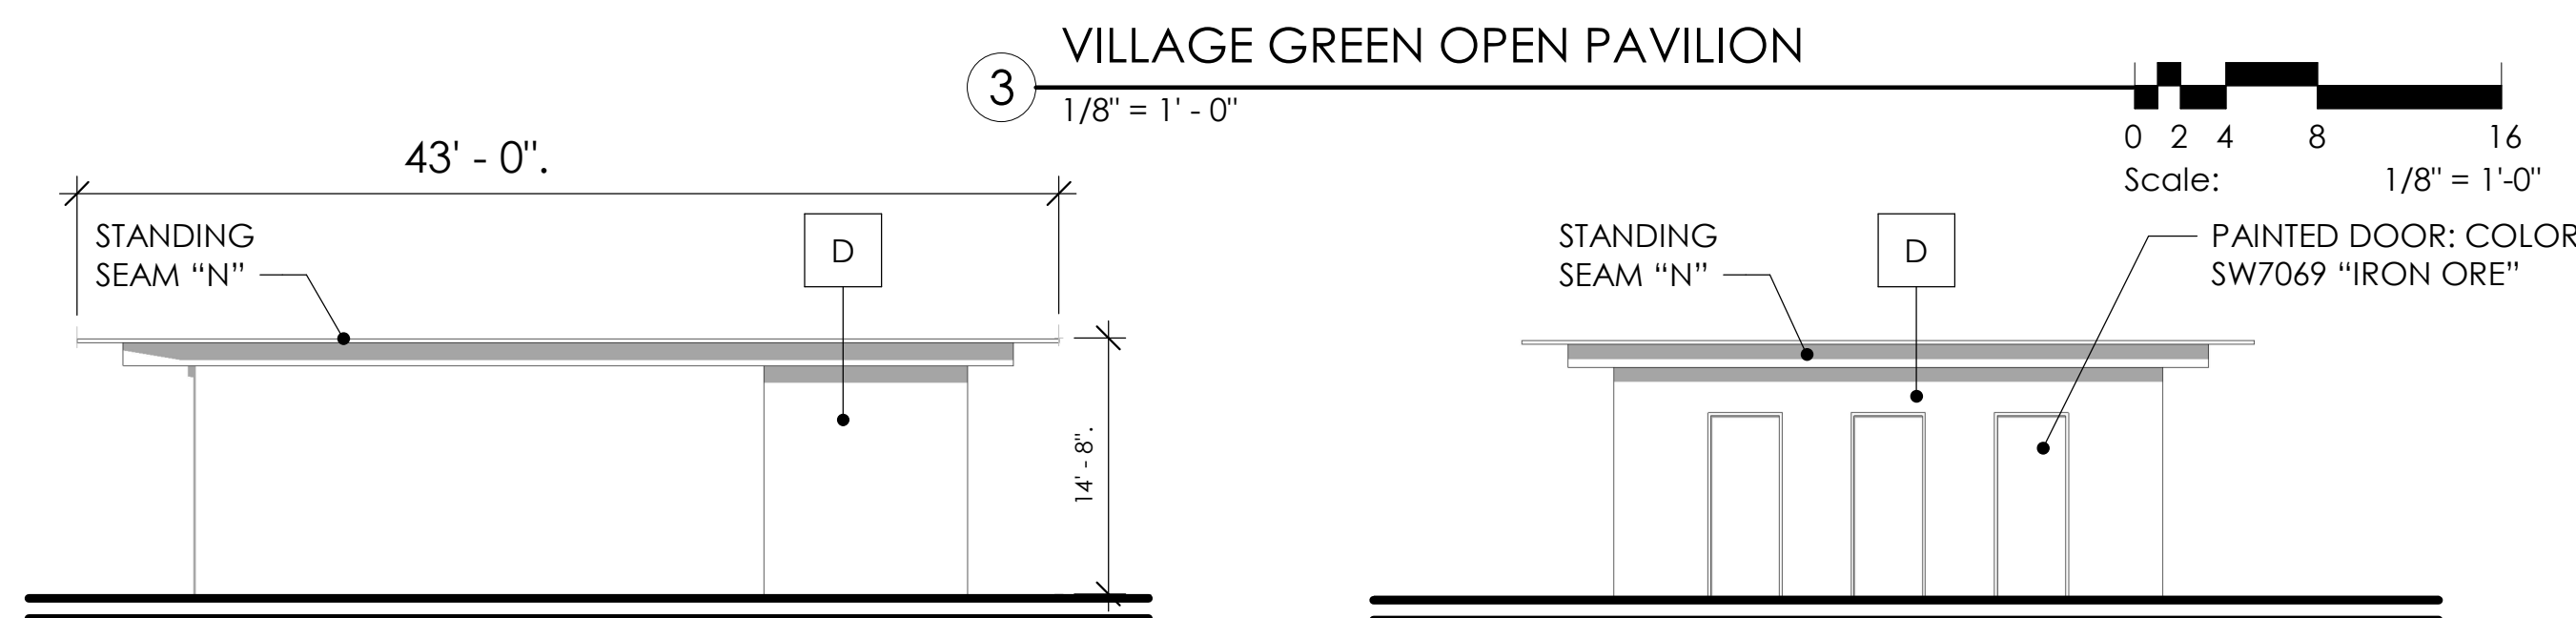 VILLAGE GREEN OPEN PAVILION
3
1/8" = 1' - 0"
0 2 4 8 16
Scale: 1/8" = 1'-0"
43' - 0".
STANDING
SEAM “N”
D
14' - 8".
STANDING
SEAM “N”
D
PAINTED DOOR: COLOR
SW7069 “IRON ORE”